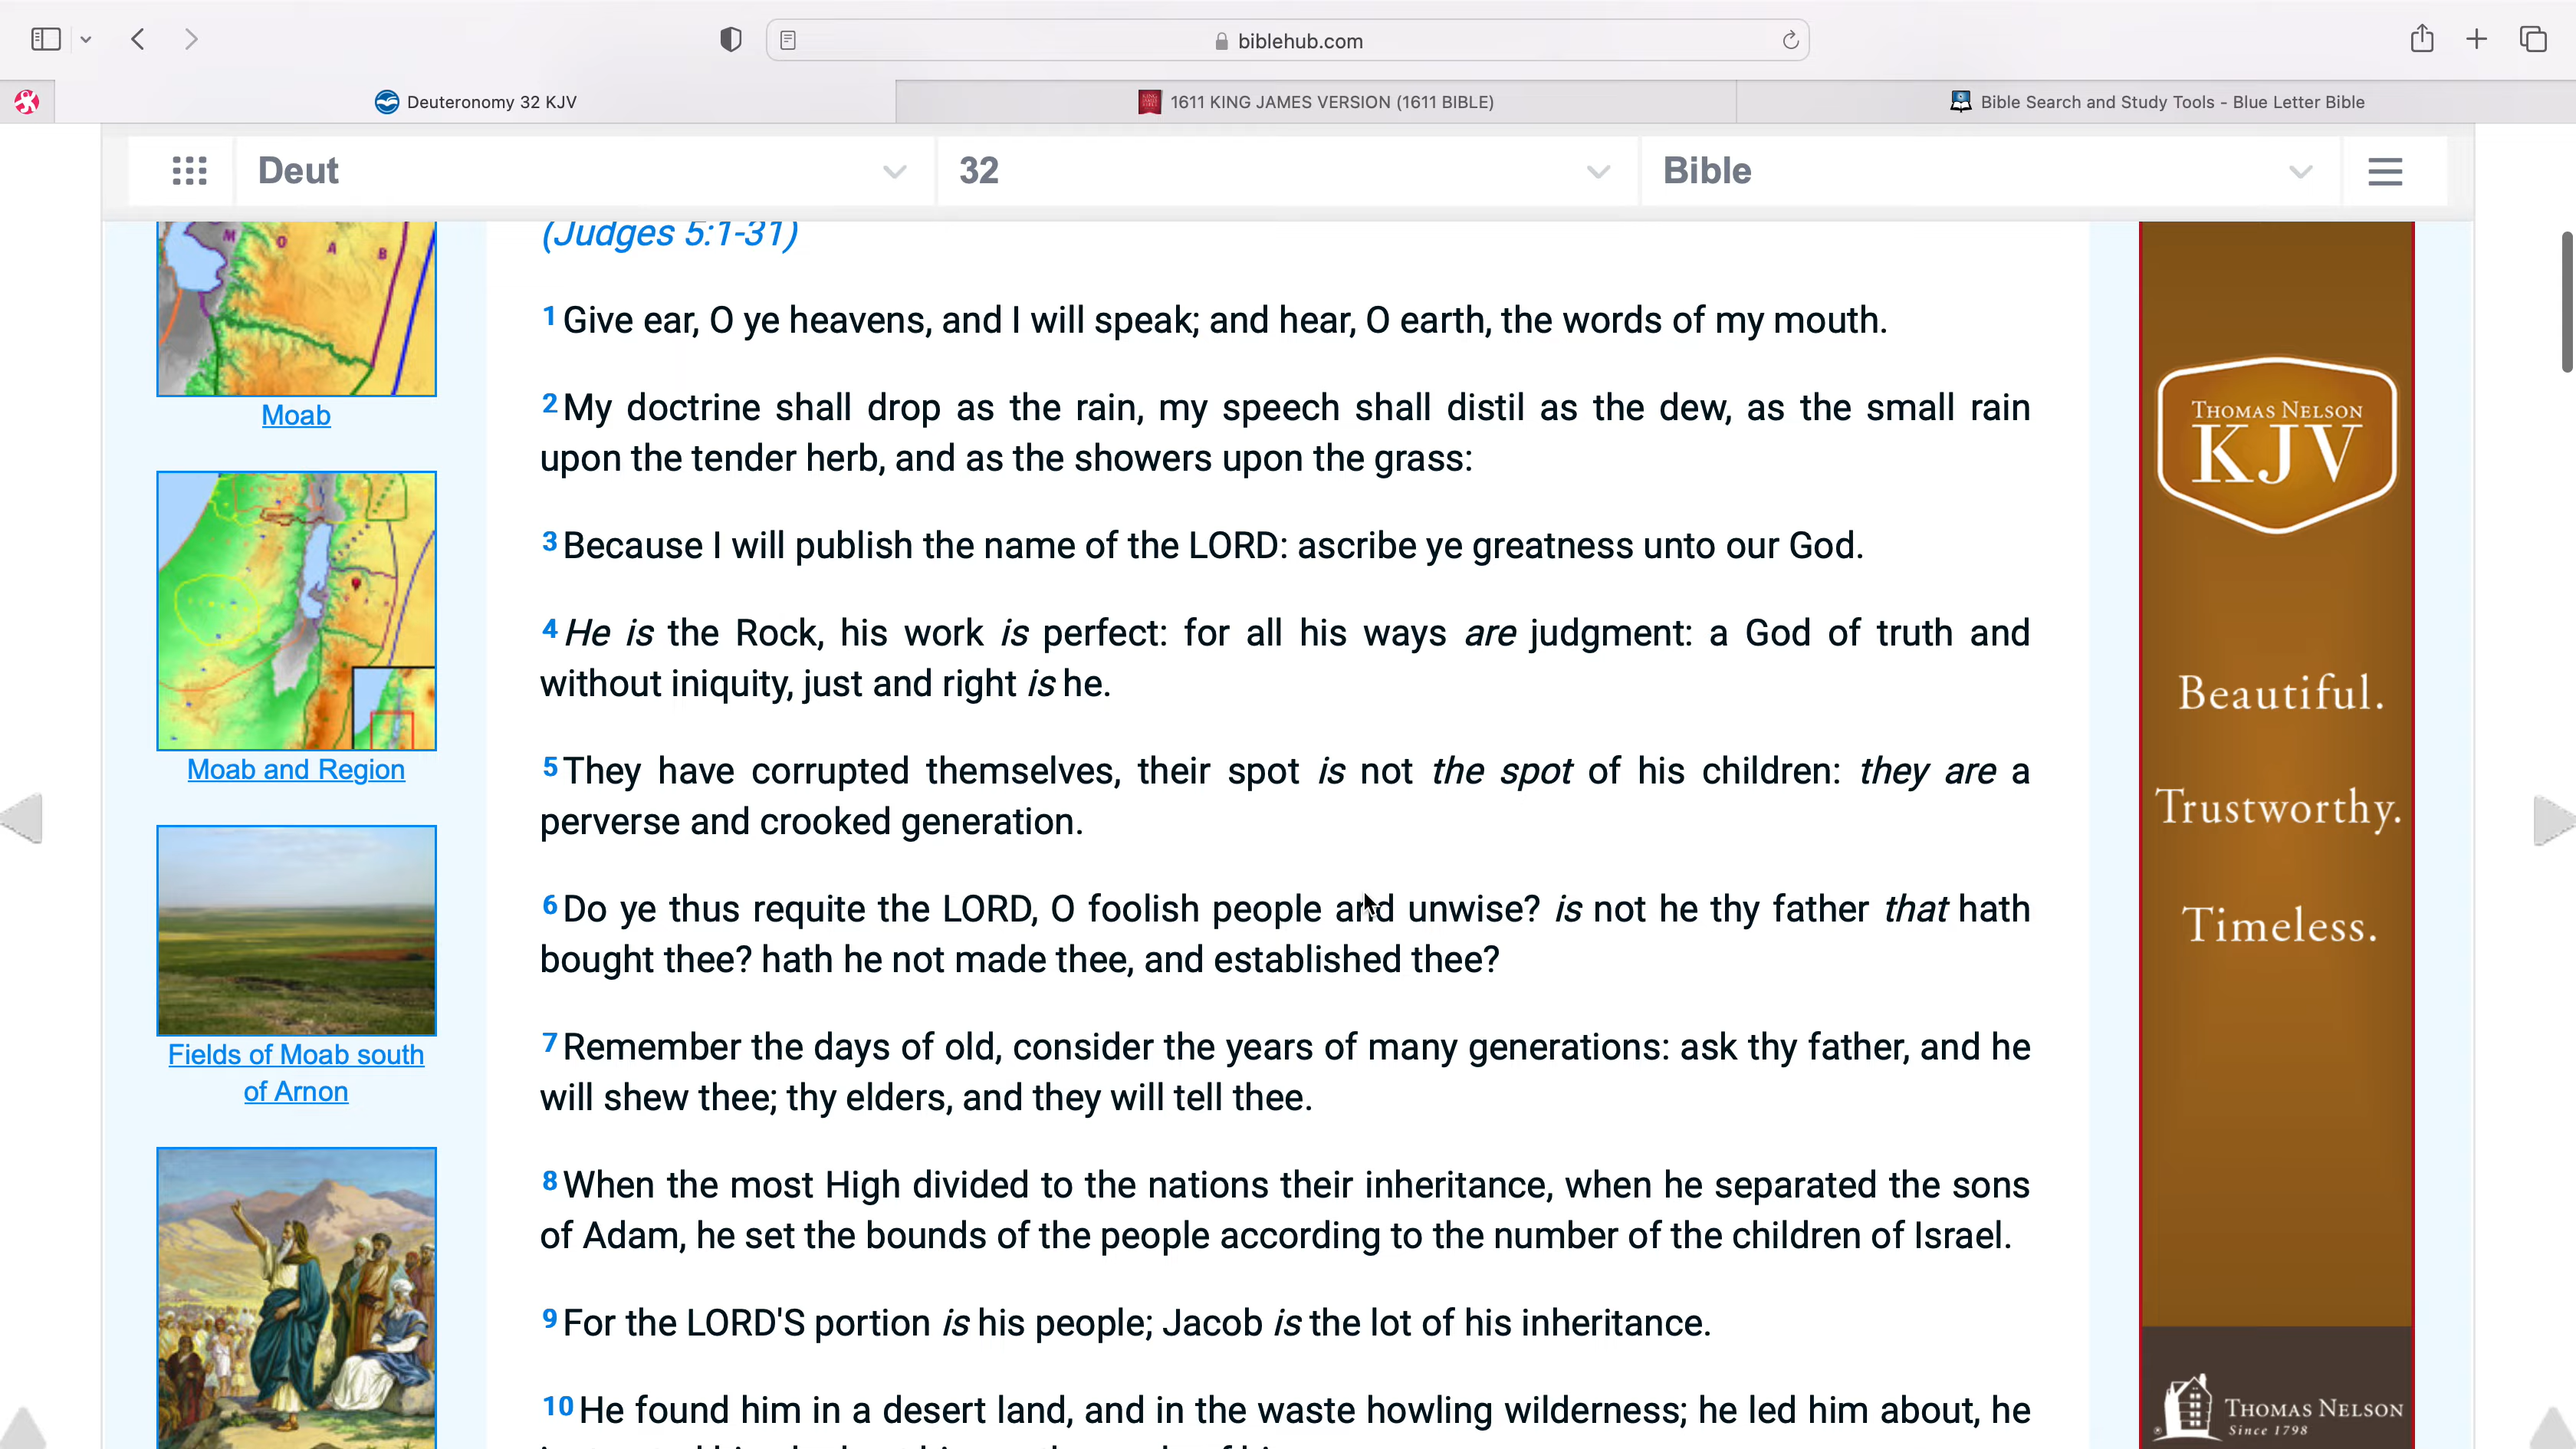 biblehub.com
Deuteronomy 32 KJV
1611 KING JAMES VERSION (1611 BIBLE)
Bible Search and Study Tools - Blue Letter Bible
Deut
32
Bible
M O A B
Moab
Moab and Region
Fields of Moab south
of Arnon
(Judges 5:1-31)
1 Give ear, O ye heavens, and I will speak; and hear, O earth, the words of my mouth.
2 My doctrine shall drop as the rain, my speech shall distil as the dew, as the small rain
upon the tender herb, and as the showers upon the grass:
3 Because I will publish the name of the LORD: ascribe ye greatness unto our God.
4 He is the Rock, his work is perfect: for all his ways are judgment: a God of truth and
without iniquity, just and right is he.
5 They have corrupted themselves, their spot is not the spot of his children: they are a
perverse and crooked generation.
6 Do ye thus requite the LORD, O foolish people and unwise? is not he thy father that hath
bought thee? hath he not made thee, and established thee?
7 Remember the days of old, consider the years of many generations: ask thy father, and he
will shew thee; thy elders, and they will tell thee.
8 When the most High divided to the nations their inheritance, when he separated the sons
of Adam, he set the bounds of the people according to the number of the children of Israel.
9 For the LORD'S portion is his people; Jacob is the lot of his inheritance.
10 He found him in a desert land, and in the waste howling wilderness; he led him about, he
THOMAS NELSON
KJV
Beautiful.
Trustworthy.
Timeless.
THOMAS NELSON
Since 1798